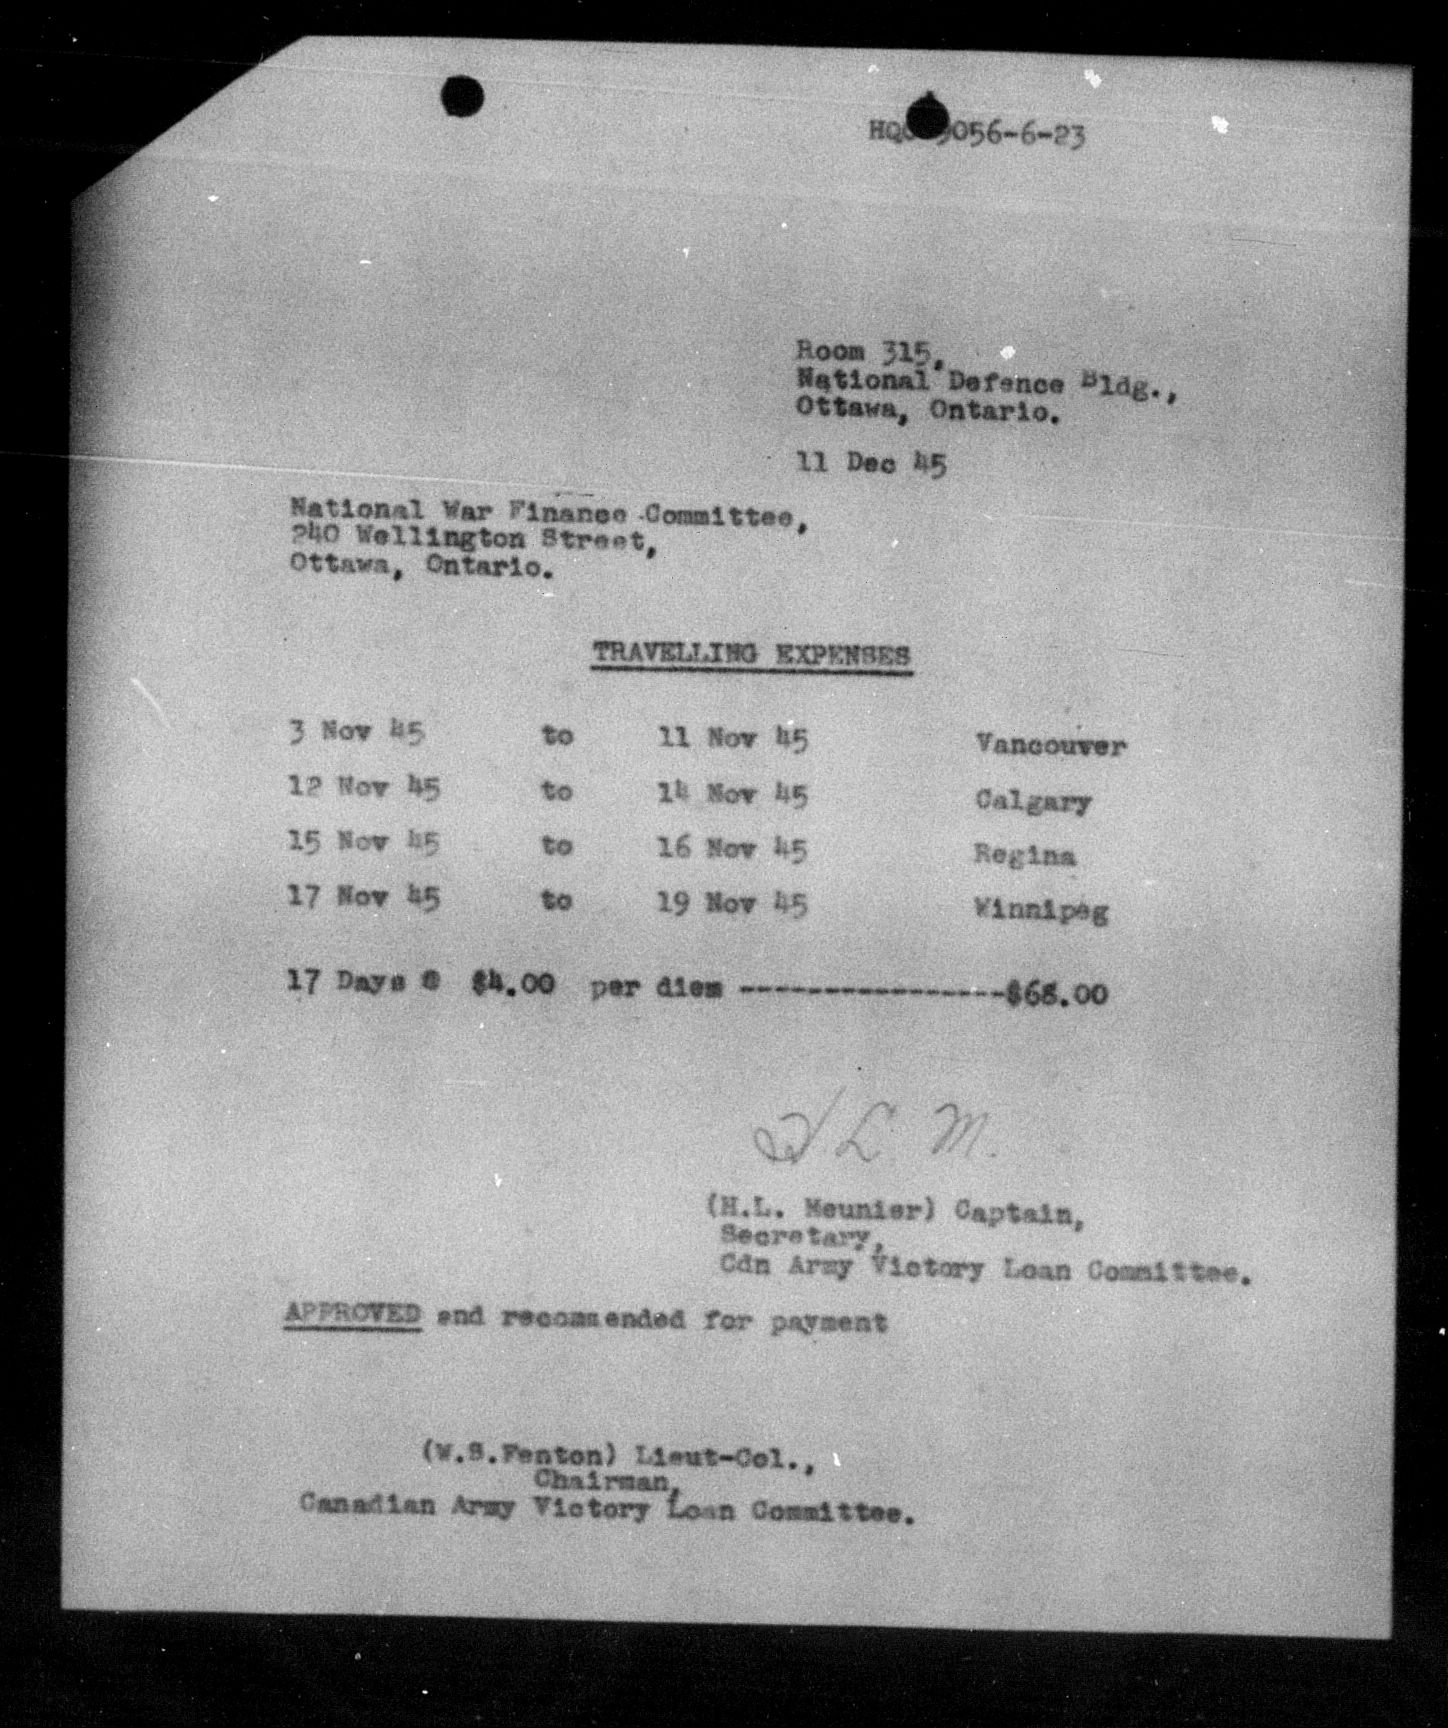 056-6-23
Room 315,
National Defence Bldg.,
Ottawa, Ontario.
11 Dec 45
National War Finance Committee,
240 Wellington Street,
Ottawa, Ontario.
TRAVELLING EXPENSES
3 Nov 45 to 11 Nov 45 Vancouver
12 Nov 45 to 14 Nov 45 Calgary
15 Nov 45 to 16 Nov 45 Regina
17 Nov 45 to 19 Nov 45 Winnipeg
17 Days @ $4.00 per diem -----------------$68.00
H L M.
(H.L. Meunier) Captain,
Secretary,
Cdn Army Victory Loan Committee.
APPROVED and recommended for payment
(W.S.Fenton) Lieut-Col.,
Chairman,
Canadian Army Victory Loan Committee.